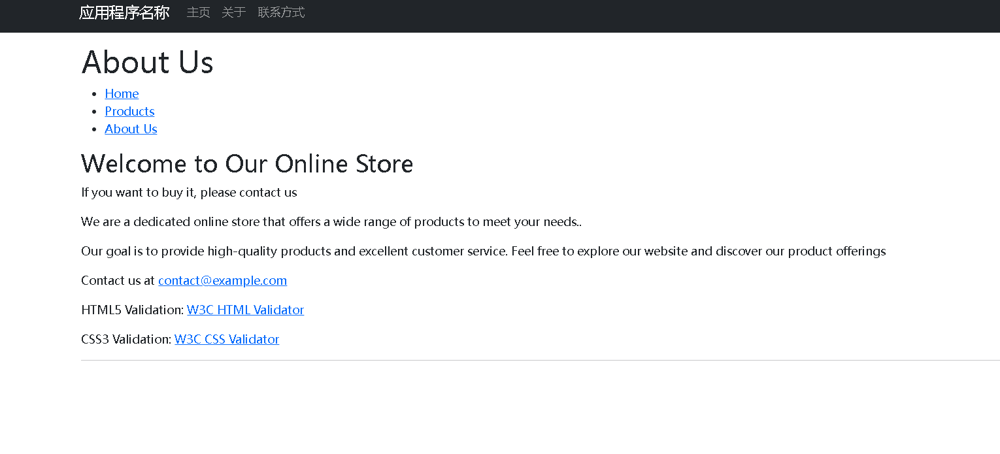 应用程序名称 主页 关于 联系方式
About Us
Home
Products
About Us
Welcome to Our Online Store
If you want to buy it, please contact us
We are a dedicated online store that offers a wide range of products to meet your needs..
Our goal is to provide high-quality products and excellent customer service. Feel free to explore our website and discover our product offerings
Contact us at contact@example.com
HTML5 Validation: W3C HTML Validator
CSS3 Validation: W3C CSS Validator